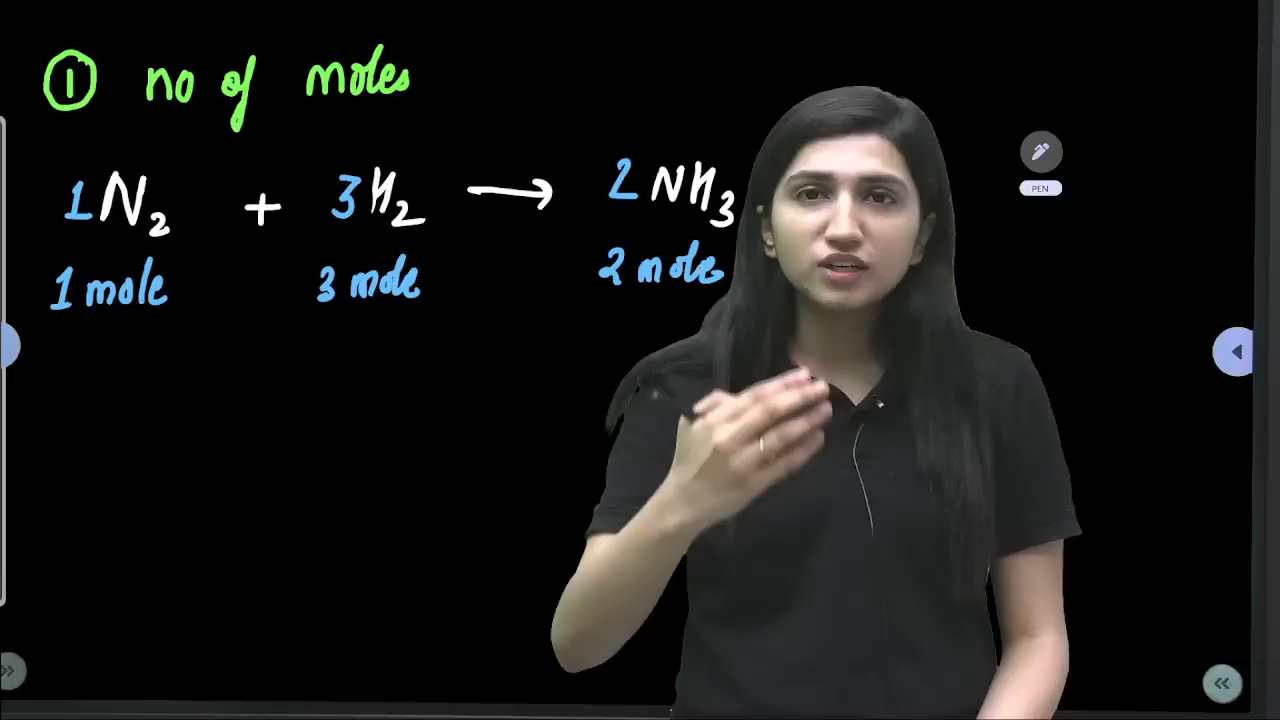 ① no of moles
1N₂ + 3H₂ → 2NH₃
1 mole 3 mole 2 mole
PEN